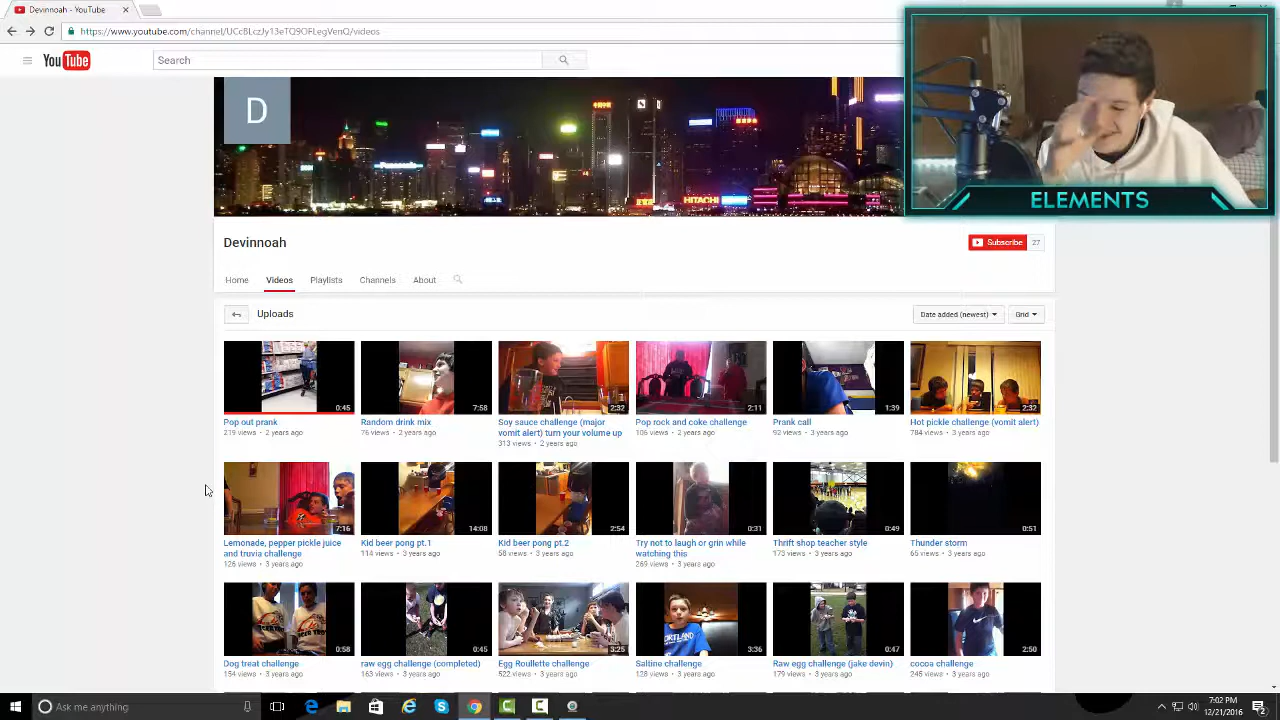 Devinnoah - YouTube
https://www.youtube.com/channel/UCcBLczJy13eTQ9OFLegVenQ/videos
YouTube
Search
D
Panasonic
HITACHI
ELEMENTS
Devinnoah
Subscribe 27
Home Videos Playlists Channels About
Uploads
Date added (newest) Grid
0:45 7:58 2:32 2:11 1:39 2:32
Pop out prank
219 views • 2 years ago
Random drink mix
76 views • 2 years ago
Soy sauce challenge (major
vomit alert) turn your volume up
313 views • 2 years ago
Pop rock and coke challenge
106 views • 2 years ago
Prank call
92 views • 3 years ago
Hot pickle challenge (vomit alert)
784 views • 3 years ago
7:16 14:08 2:54 0:31 0:49 0:51
Lemonade, pepper pickle juice
and truvia challenge
126 views • 3 years ago
Kid beer pong pt.1
114 views • 3 years ago
Kid beer pong pt.2
58 views • 3 years ago
Try not to laugh or grin while
watching this
269 views • 3 years ago
Thrift shop teacher style
173 views • 3 years ago
Thunder storm
65 views • 3 years ago
0:58 0:45 3:25 3:36 0:47 2:50
Dog treat challenge
154 views • 3 years ago
raw egg challenge (completed)
163 views • 3 years ago
Egg Roullette challenge
522 views • 3 years ago
Saltine challenge
128 views • 3 years ago
Raw egg challenge (jake devin)
179 views • 3 years ago
cocoa challenge
245 views • 3 years ago
Ask me anything
7:02 PM
12/21/2016